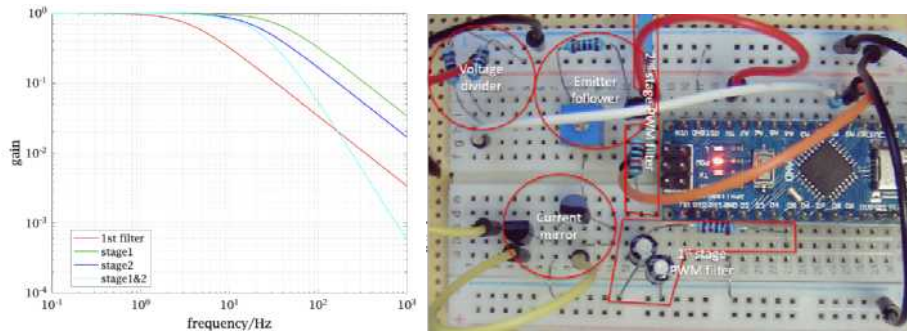 10⁰
10⁻¹
10⁻²
10⁻³
10⁻⁴
gain
1st filter
stage1
stage2
stage1&2
10⁻¹
10⁰
10¹
10²
10³
frequency/Hz
Voltage
divider
Emitter
follower
2ⁿᵈ stage PWM filter
Current
mirror
1ˢᵗ stage
PWM filter